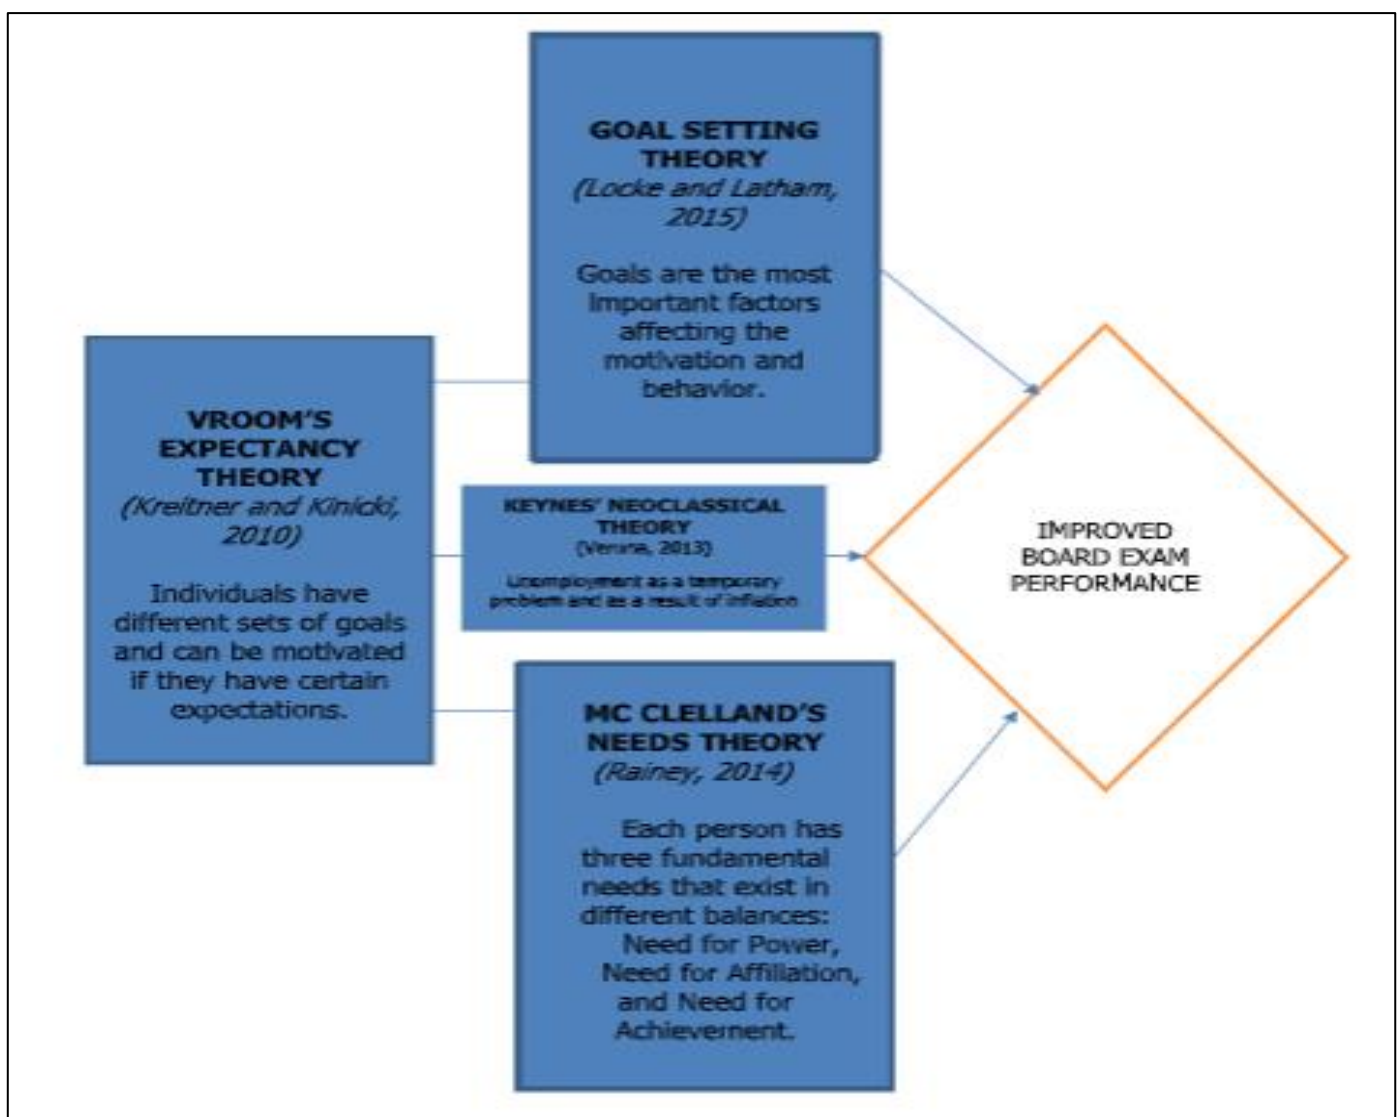 GOAL SETTING
THEORY
(Locke and Latham,
2015)
Goals are the most
important factors
affecting the
motivation and
behavior.
VROOM'S
EXPECTANCY
THEORY
(Kreitner and Kinicki,
2010)
Individuals have
different sets of goals
and can be motivated
if they have certain
expectations.
KEYNES' NEOCLASSICAL
THEORY
2013)
Unemployment as a temporary
problem and as a result of inflation
MC CLELLAND'S
NEEDS THEORY
(Rainey, 2014)
Each person has
three fundamental
needs that exist in
different balances:
Need for Power,
Need for Affiliation,
and Need for
Achievement.
IMPROVED
BOARD EXAM
PERFORMANCE